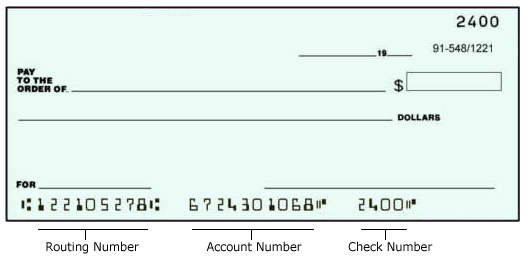 2400
19
91-548/1221
PAY
TO THE
ORDER OF
$
DOLLARS
FOR
⑆122105278⑆ 6724301068⑈ 2400⑈
Routing Number Account Number Check Number